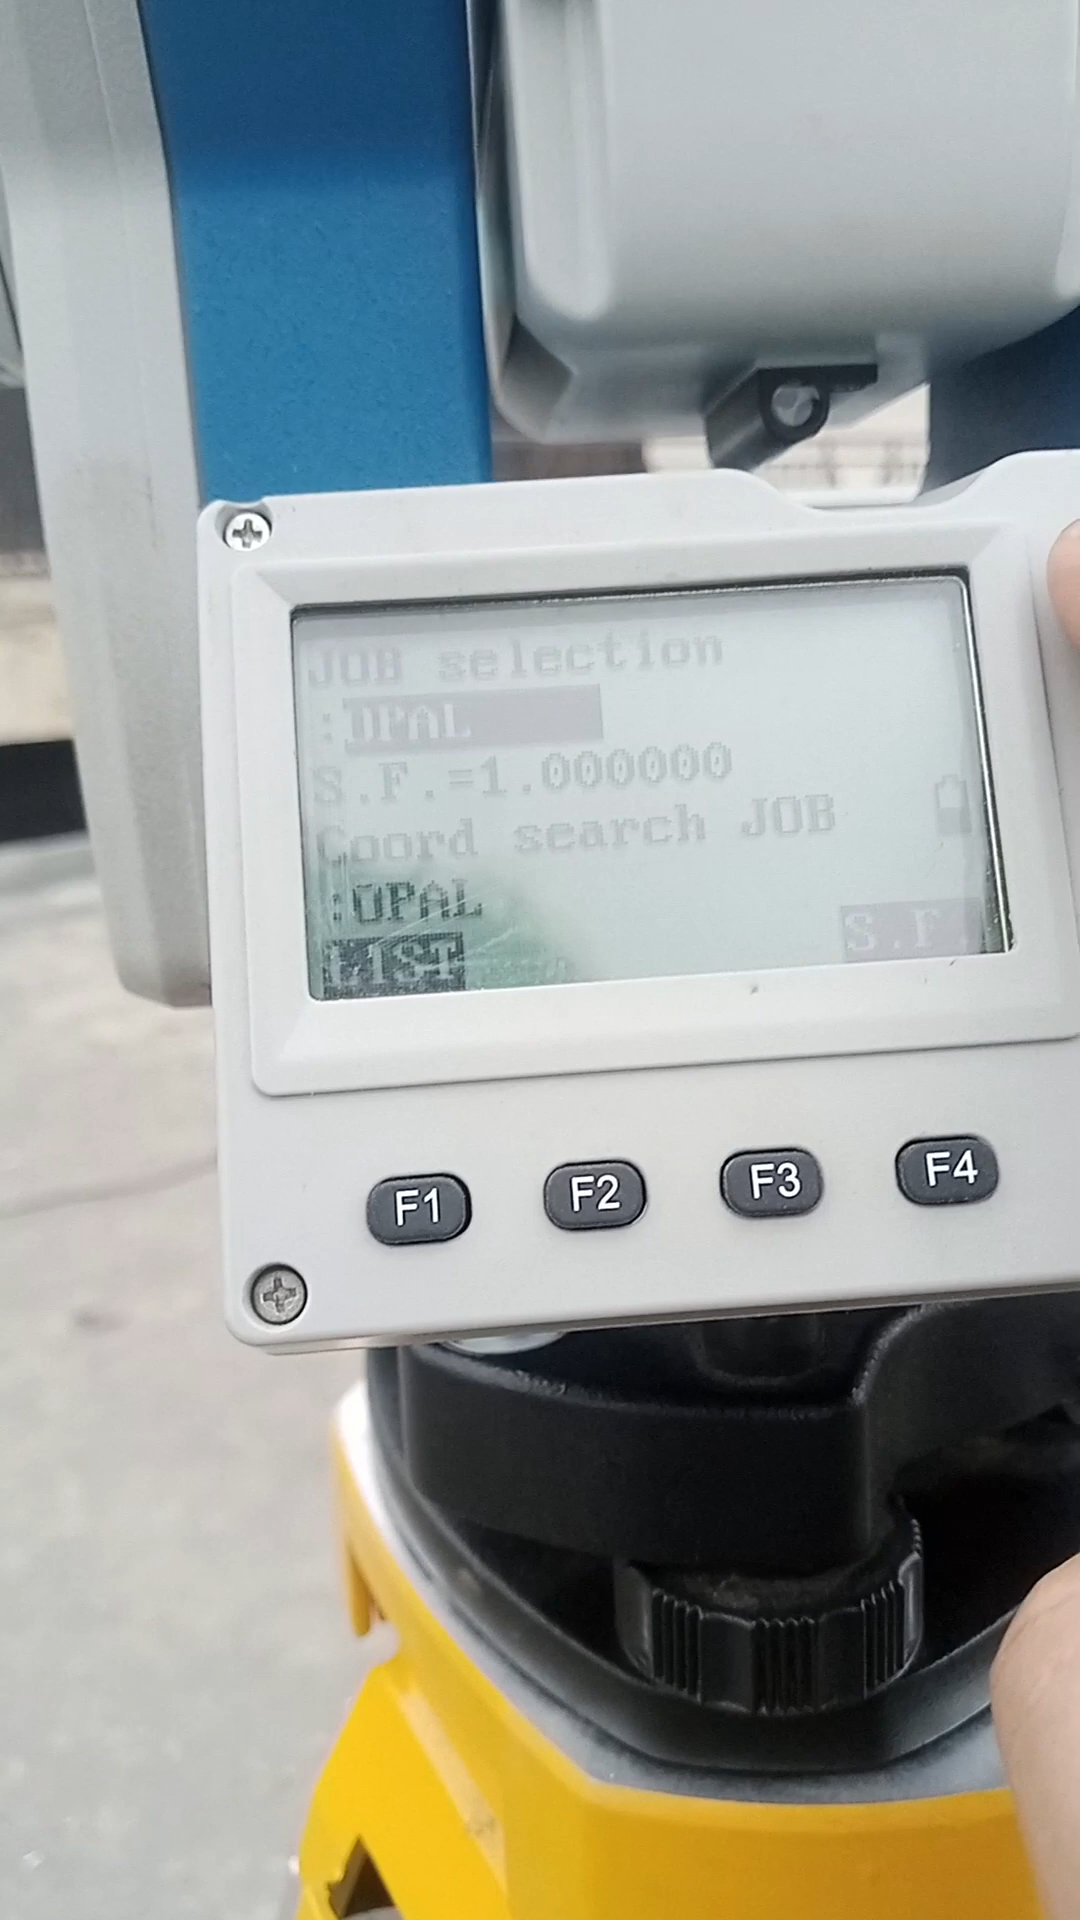 JOB selection
:OPAL
S.F.=1.000000
Coord search JOB
:OPAL
LIST S.F.
F1 F2 F3 F4